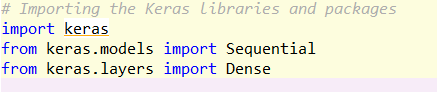 # Importing the Keras libraries and packages
import keras
from keras.models import Sequential
from keras.layers import Dense